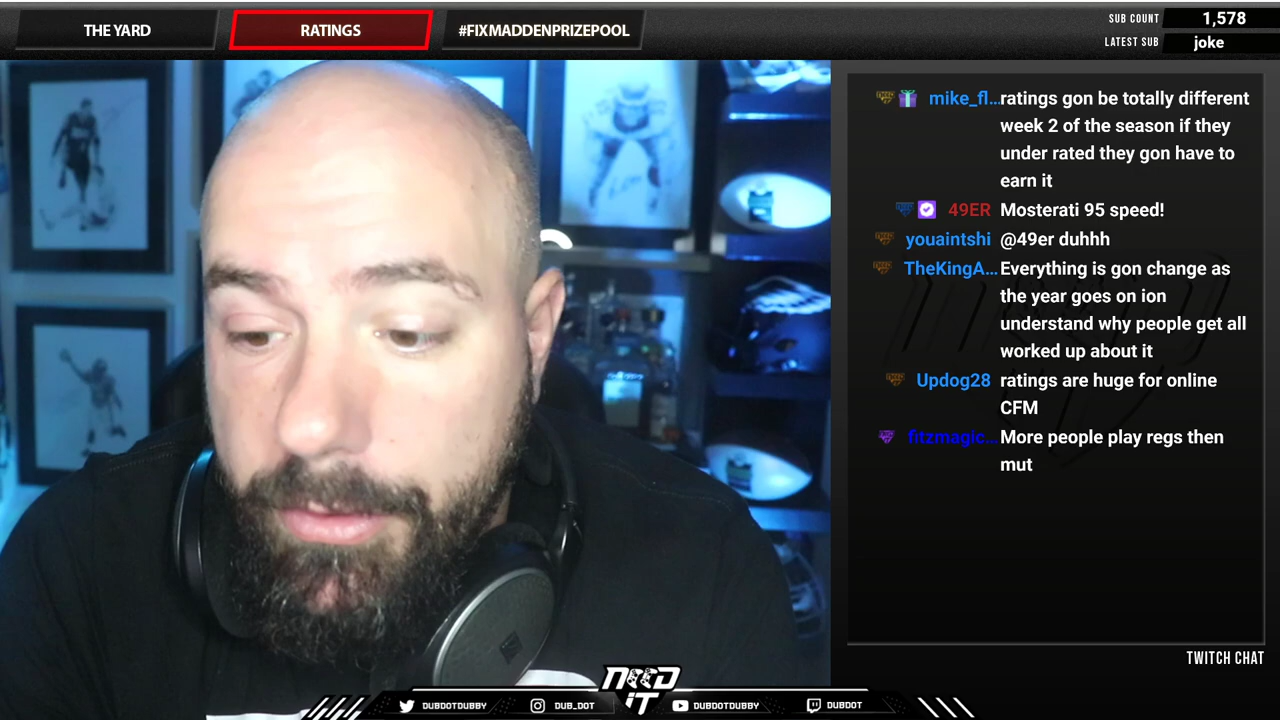 THE YARD
RATINGS
#FIXMADDENPRIZEPOOL
SUB COUNT 1,578
LATEST SUB joke
mike_fl... ratings gon be totally different
week 2 of the season if they
under rated they gon have to
earn it
49ER Mosterati 95 speed!
youaintshi @49er duhhh
TheKingA... Everything is gon change as
the year goes on ion
understand why people get all
worked up about it
Updog28 ratings are huge for online
CFM
fitzmagic... More people play regs then
mut
TWITCH CHAT
NEED
IT
DUBDOTDUBBY
DUB_DOT
DUBDOTDUBBY
DUBDOT